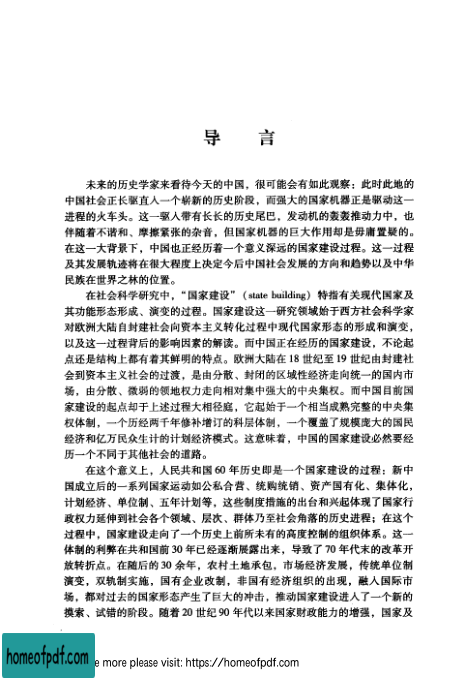 导 言
未来的历史学家来看待今天的中国，很可能会有如此观察：此时此地的
中国社会正长驱直入一个崭新的历史阶段，而强大的国家机器正是驱动这一
进程的火车头。这一驱入带有长长的历史尾巴，发动机的轰轰推动力中，也
伴随着不谐和、摩擦紧张的杂音，但国家机器的巨大作用却是毋庸置疑的。
在这一大背景下，中国也正经历着一个意义深远的国家建设过程。这一过程
及其发展轨迹将在很大程度上决定今后中国社会发展的方向和趋势以及中华
民族在世界之林的位置。
在社会科学研究中，“国家建设”（state building）特指有关现代国家及
其功能形态形成、演变的过程。国家建设这一研究领域始于西方社会科学家
对欧洲大陆自封建社会向资本主义转化过程中现代国家形态的形成和演变，
以及这一过程背后的影响因素的解读。而中国正在经历的国家建设，不论起
点还是结构上都有着其鲜明的特点。欧洲大陆在 18 世纪至 19 世纪由封建社
会到资本主义社会的过渡，是由分散、封闭的区域性经济走向统一的国内市
场，由分散、微弱的领地权力走向相对集中强大的中央集权。而中国目前国
家建设的起点却于上述过程大相径庭，它起始于一个相当成熟完整的中央集
权体制，一个历经两千年修补增订的科层体制，一个覆盖了规模庞大的国民
经济和亿万民众生计的计划经济模式。这意味着，中国的国家建设必然要经
历一个不同于其他社会的道路。
在这个意义上，人民共和国 60 年历史即是一个国家建设的过程：新中
国成立后的一系列国家运动如公私合营、统购统销、资产国有化、集体化，
计划经济、单位制、五年计划等，这些制度措施的出台和兴起体现了国家行
政权力延伸到社会各个领域、层次、群体乃至社会角落的历史进程；在这个
过程中，国家建设走向了一个历史上前所未有的高度控制的组织体系。这一
体制的利弊在共和国前 30 年已经逐渐展露出来，导致了 70 年代末的改革开
放转折点。在随后的 30 余年，农村土地承包，市场经济发展，传统单位制
演变，双轨制实施，国有企业改制，非国有经济组织的出现，融入国际市
场，都对过去的国家形态产生了巨大的冲击，推动国家建设进入了一个新的
摸索、试错的阶段。随着 20 世纪 90 年代以来国家财政能力的增强，国家及
homeofpdf.com
e more please visit: https://homeofpdf.com